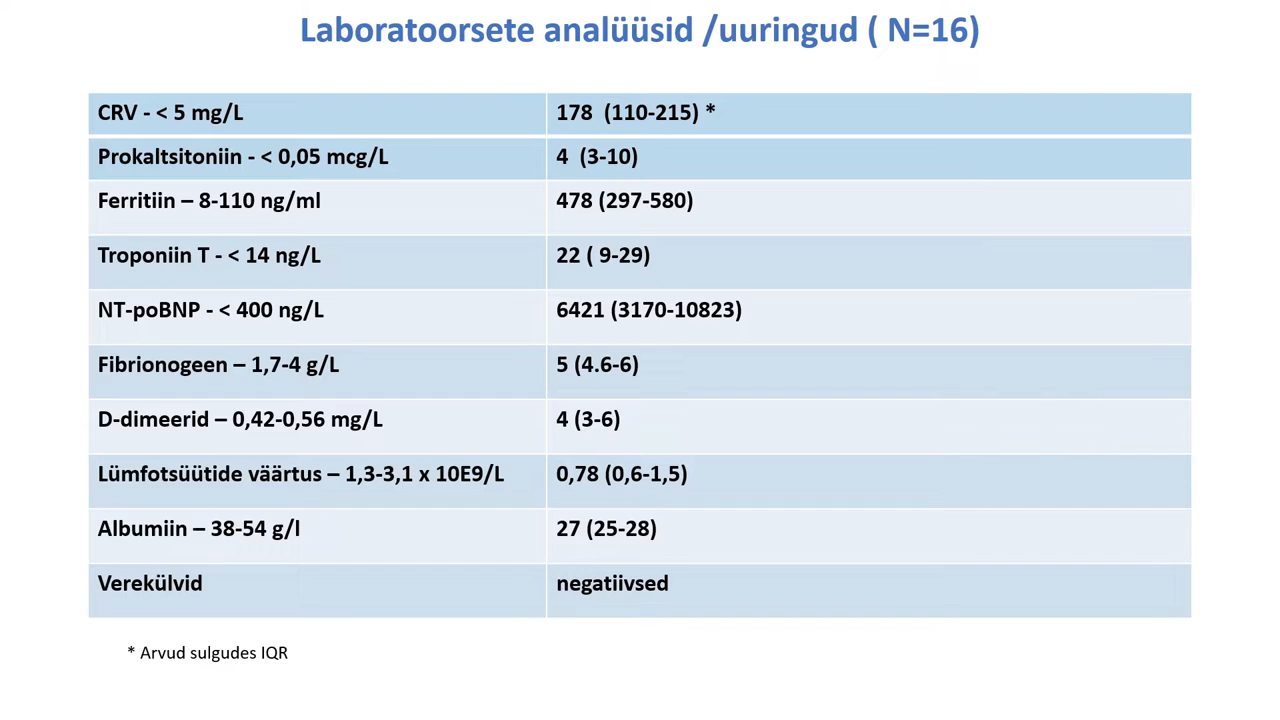 Laboratoorsete analüüsid /uuringud ( N=16)
CRV - < 5 mg/L 178 (110-215) *
Prokaltsitoniin - < 0,05 mcg/L 4 (3-10)
Ferritiin – 8-110 ng/ml 478 (297-580)
Troponiin T - < 14 ng/L 22 ( 9-29)
NT-poBNP - < 400 ng/L 6421 (3170-10823)
Fibrionogeen – 1,7-4 g/L 5 (4.6-6)
D-dimeerid – 0,42-0,56 mg/L 4 (3-6)
Lümfotsüütide väärtus – 1,3-3,1 x 10E9/L 0,78 (0,6-1,5)
Albumiin – 38-54 g/l 27 (25-28)
Verekülvid negatiivsed
* Arvud sulgudes IQR